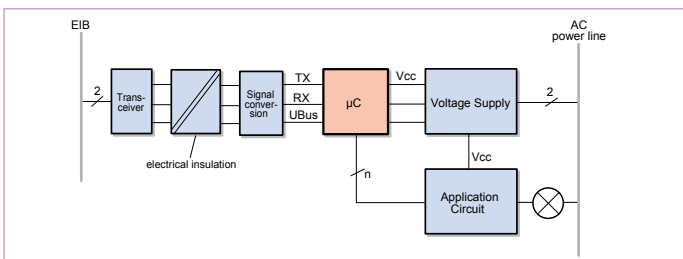 EIB
AC
power line
2
Trans-
ceiver
electrical insulation
Signal
conver-
sion
TX
RX
UBus
µC
Vcc
Voltage Supply
2
n
Vcc
Application
Circuit